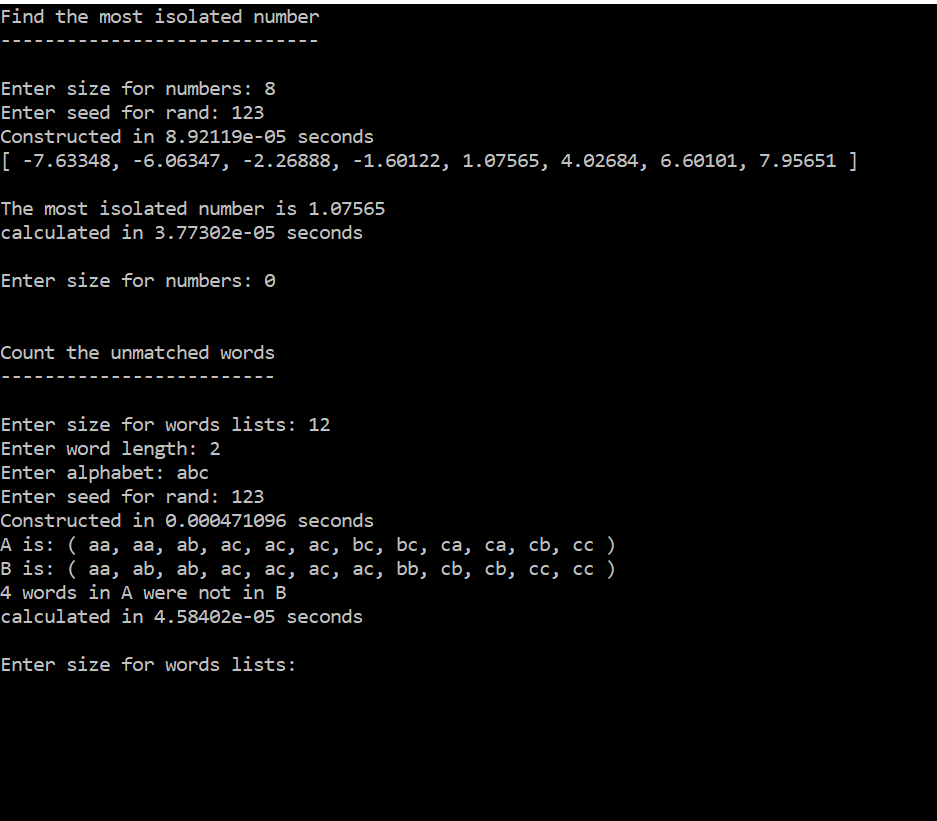 Find the most isolated number
-----------------------------
Enter size for numbers: 8
Enter seed for rand: 123
Constructed in 8.92119e-05 seconds
[ -7.63348, -6.06347, -2.26888, -1.60122, 1.07565, 4.02684, 6.60101, 7.95651 ]
The most isolated number is 1.07565
calculated in 3.77302e-05 seconds
Enter size for numbers: 0
Count the unmatched words
-------------------------
Enter size for words lists: 12
Enter word length: 2
Enter alphabet: abc
Enter seed for rand: 123
Constructed in 0.000471096 seconds
A is: ( aa, aa, ab, ac, ac, ac, bc, bc, ca, ca, cb, cc )
B is: ( aa, ab, ab, ac, ac, ac, ac, bb, cb, cb, cc, cc )
4 words in A were not in B
calculated in 4.58402e-05 seconds
Enter size for words lists: